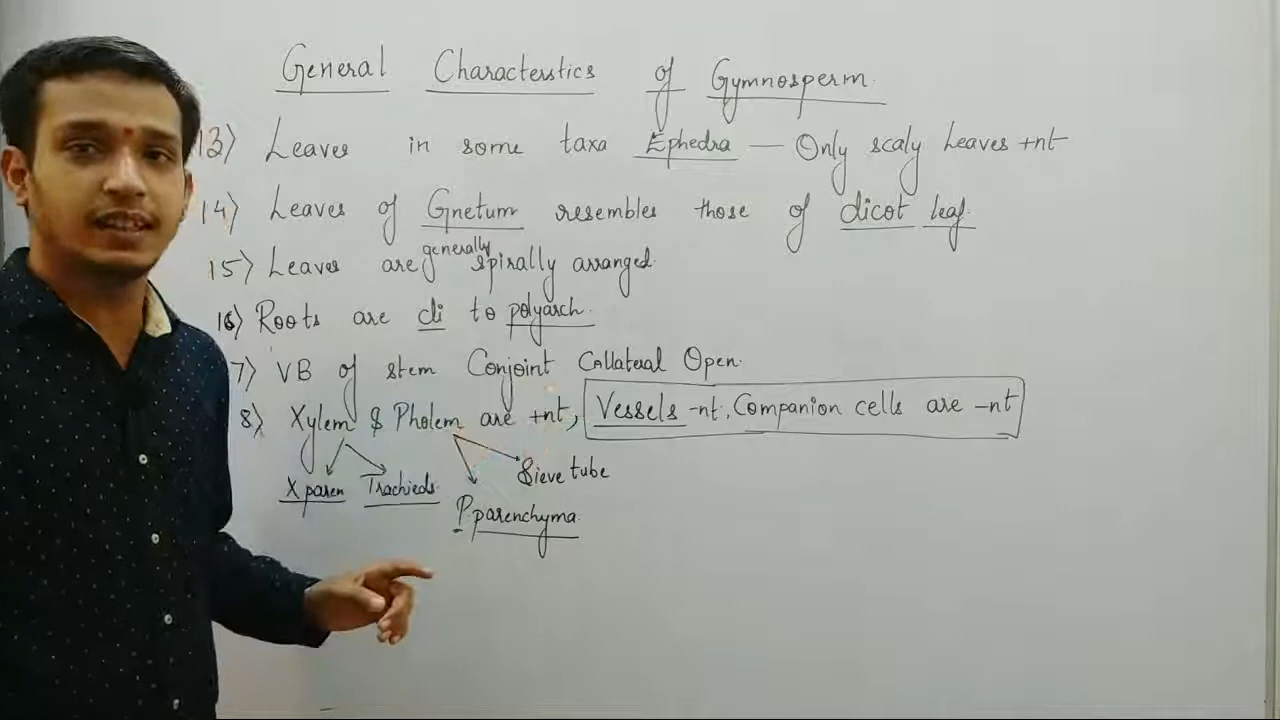 General Characterstics of Gymnosperm.
13) Leaves in some taxa Ephedra — Only scaly Leaves +nt
14) Leaves of Gnetum resembles those of dicot leaf.
15) Leaves are generally spirally arranged.
16) Roots are di to polyarch.
7) VB of stem Conjoint Collateral Open.
8) Xylem & Pholem are +nt, Vessels -nt, Companion cells are -nt
X paren Trachieds Sieve tube
P parenchyma